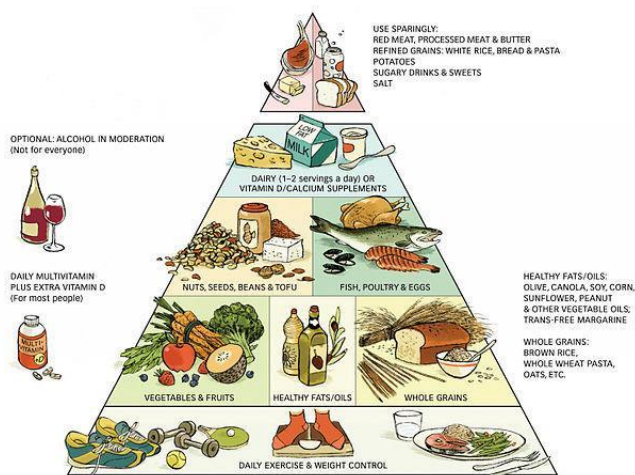 USE SPARINGLY:
RED MEAT, PROCESSED MEAT & BUTTER
REFINED GRAINS: WHITE RICE, BREAD & PASTA
POTATOES
SUGARY DRINKS & SWEETS
SALT
OPTIONAL: ALCOHOL IN MODERATION
(Not for everyone)
LOW
FAT
MILK
DAIRY (1–2 servings a day) OR
VITAMIN D/CALCIUM SUPPLEMENTS
DAILY MULTIVITAMIN
PLUS EXTRA VITAMIN D
(For most people)
MULTI-
VITAMIN
+D
NUTS, SEEDS, BEANS & TOFU
FISH, POULTRY & EGGS
HEALTHY FATS/OILS:
OLIVE, CANOLA, SOY, CORN,
SUNFLOWER, PEANUT
& OTHER VEGETABLE OILS;
TRANS-FREE MARGARINE
WHOLE GRAINS:
BROWN RICE,
WHOLE WHEAT PASTA,
OATS, ETC.
VEGETABLES & FRUITS
HEALTHY FATS/OILS
WHOLE GRAINS
DAILY EXERCISE & WEIGHT CONTROL